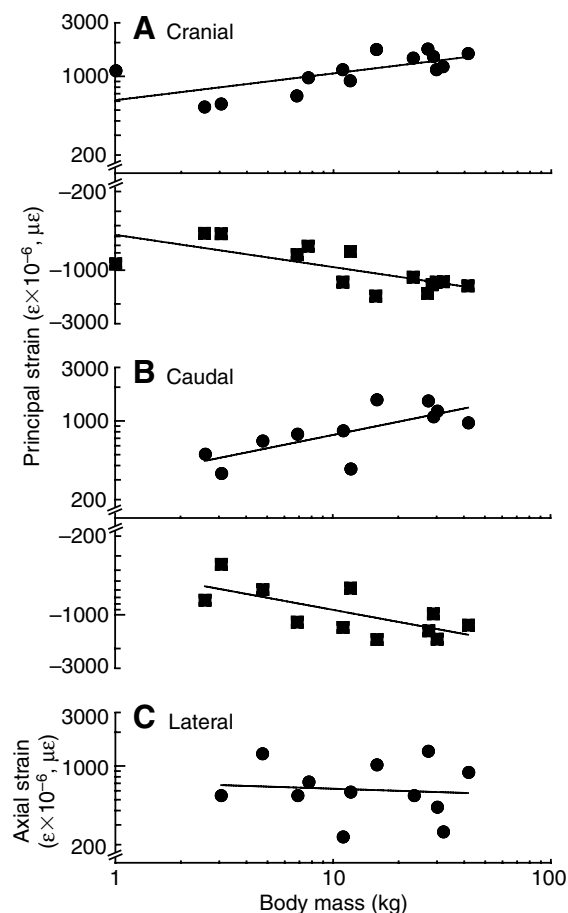 A Cranial
3000
1000
200
–200
–1000
–3000
Principal strain (ε×10⁻⁶, με)
B Caudal
3000
1000
200
–200
–1000
–3000
C Lateral
3000
1000
200
Axial strain
(ε×10⁻⁶, με)
1 10 100
Body mass (kg)